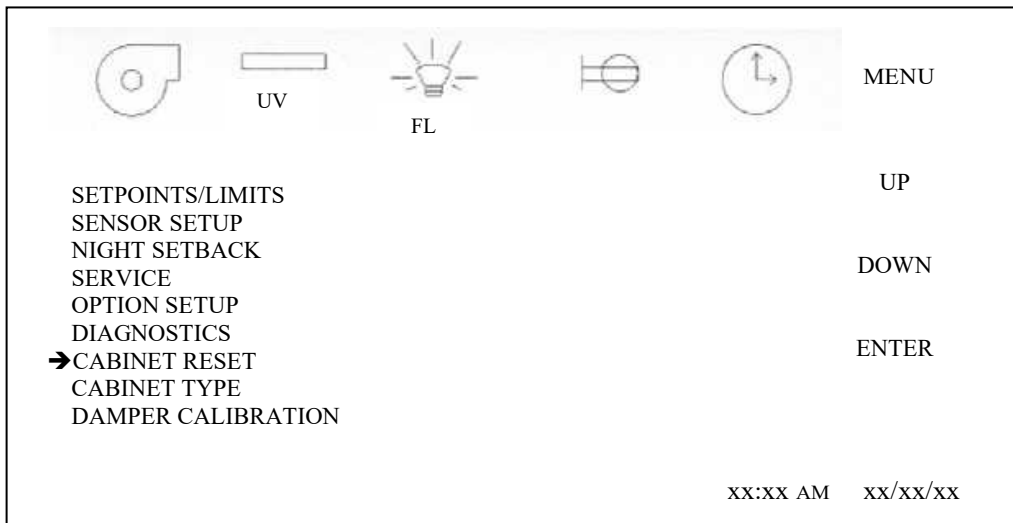 MENU
UV
FL
UP
SETPOINTS/LIMITS
SENSOR SETUP
NIGHT SETBACK
SERVICE
DOWN
OPTION SETUP
DIAGNOSTICS
ENTER
➔CABINET RESET
CABINET TYPE
DAMPER CALIBRATION
xx:xx AM xx/xx/xx